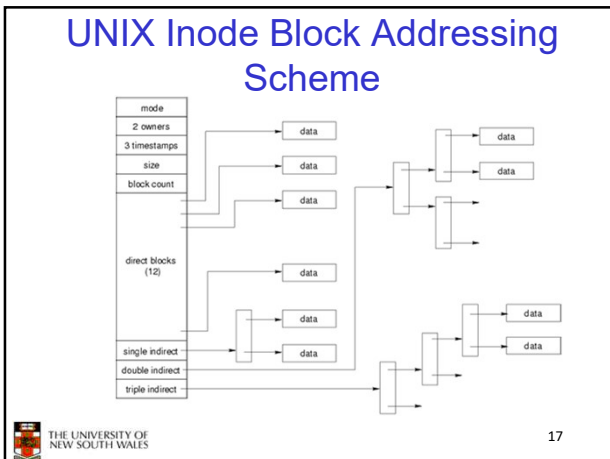 UNIX Inode Block Addressing
Scheme
mode
2 owners
3 timestamps
size
block count
direct blocks
(12)
single indirect
double indirect
triple indirect
data
data
data
data
data
data
data
data
data
data
THE UNIVERSITY OF
NEW SOUTH WALES
17